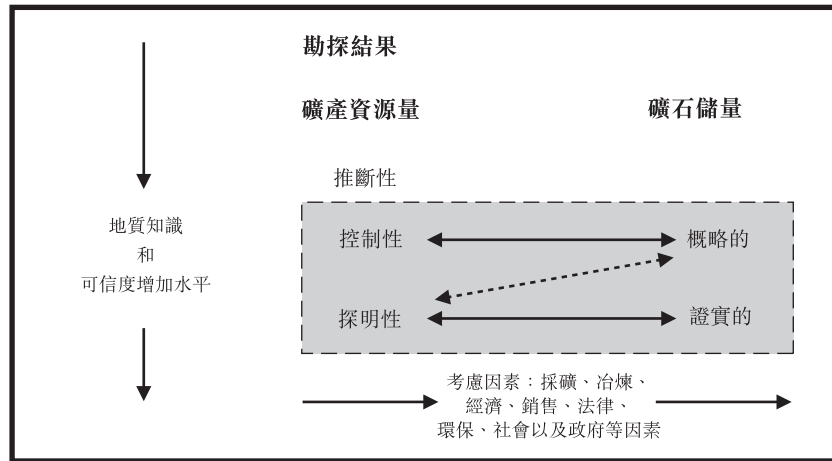 勘探結果
礦產資源量 礦石儲量
推斷性
地質知識
和
可信度增加水平
控制性 概略的
探明性 證實的
考慮因素：採礦、冶煉、
經濟、銷售、法律、
環保、社會以及政府等因素